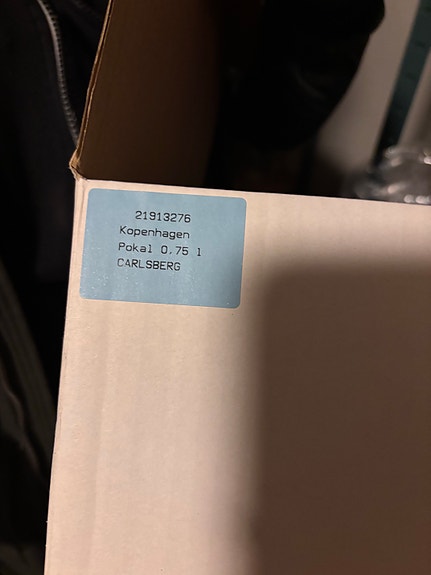 21913276
Kopenhagen
Pokal 0,75 l
CARLSBERG